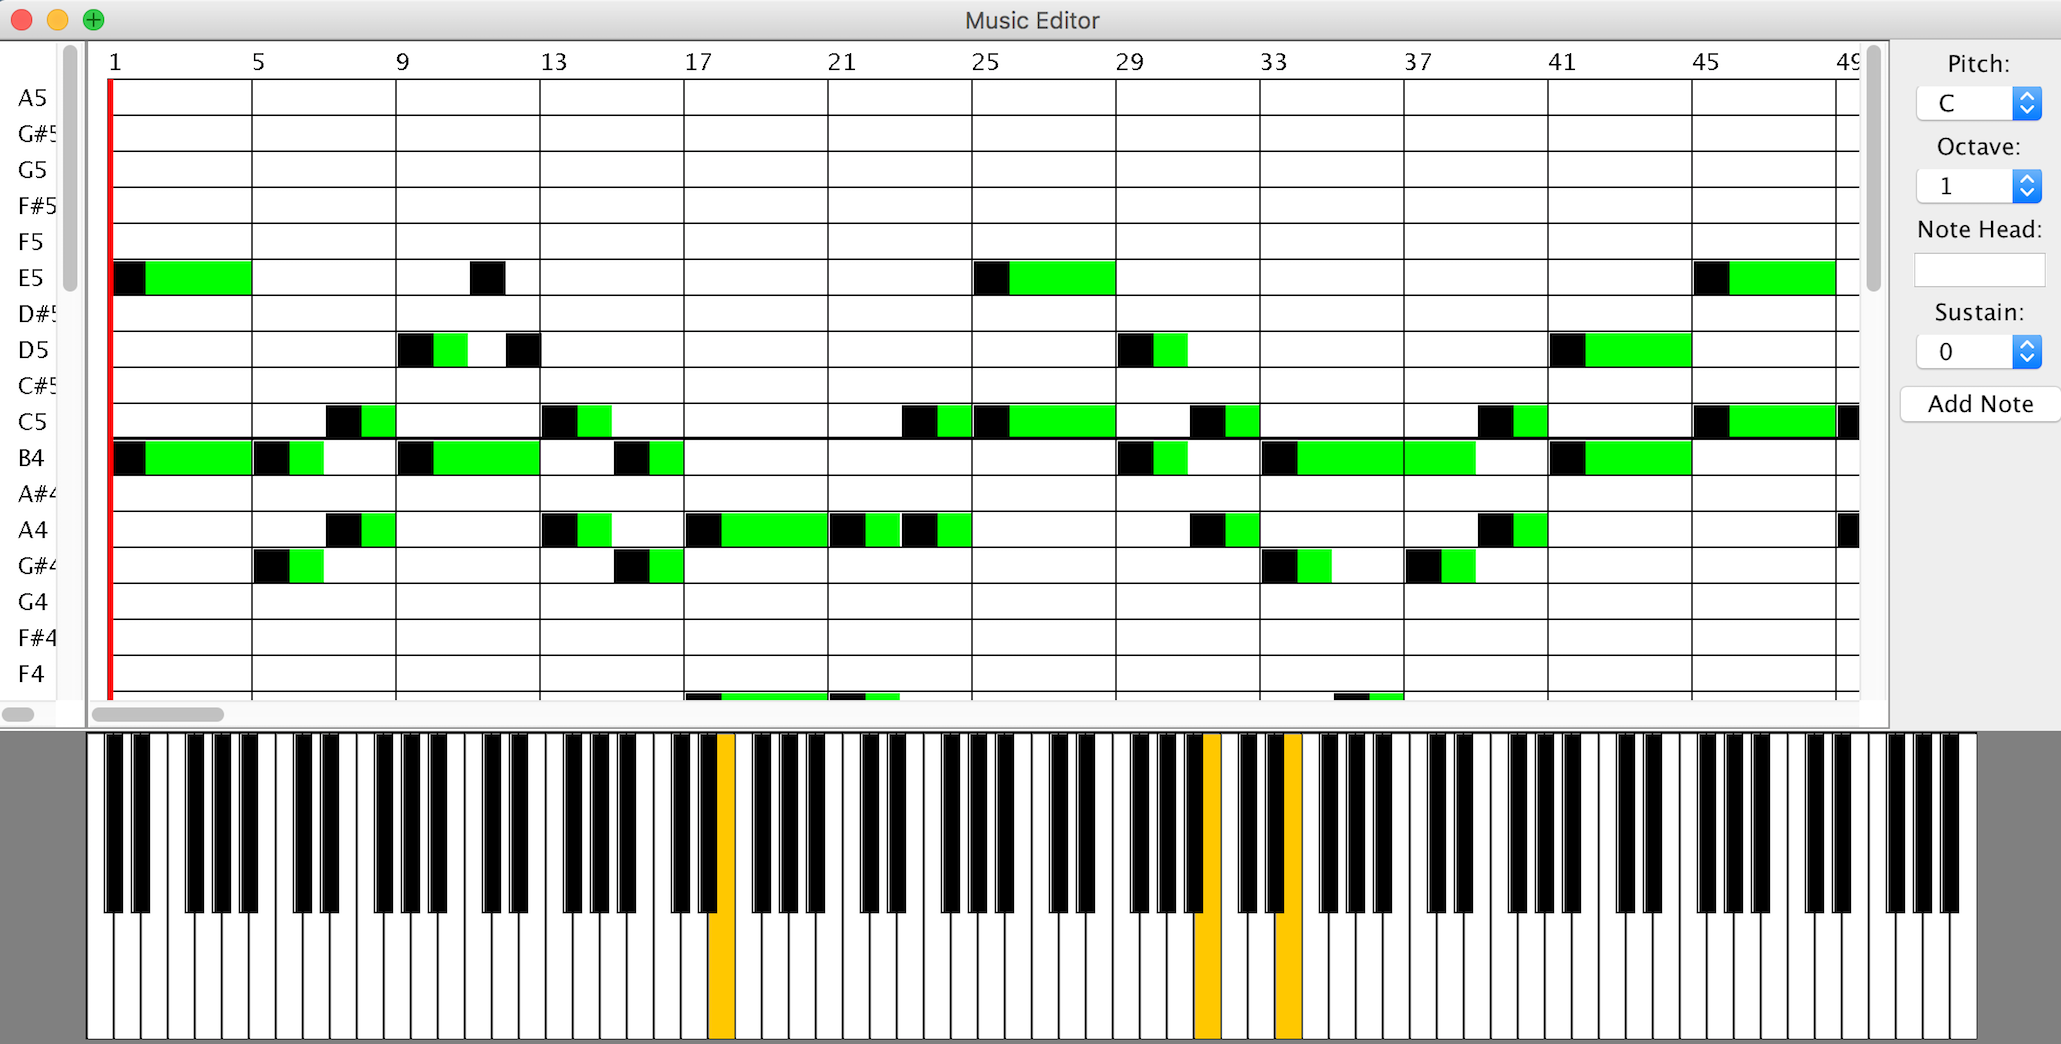 Music Editor
1 5 9 13 17 21 25 29 33 37 41 45 49
A5
G#5
G5
F#5
F5
E5
D#5
D5
C#5
C5
B4
A#4
A4
G#4
G4
F#4
F4
Pitch:
C
Octave:
1
Note Head:
Sustain:
0
Add Note